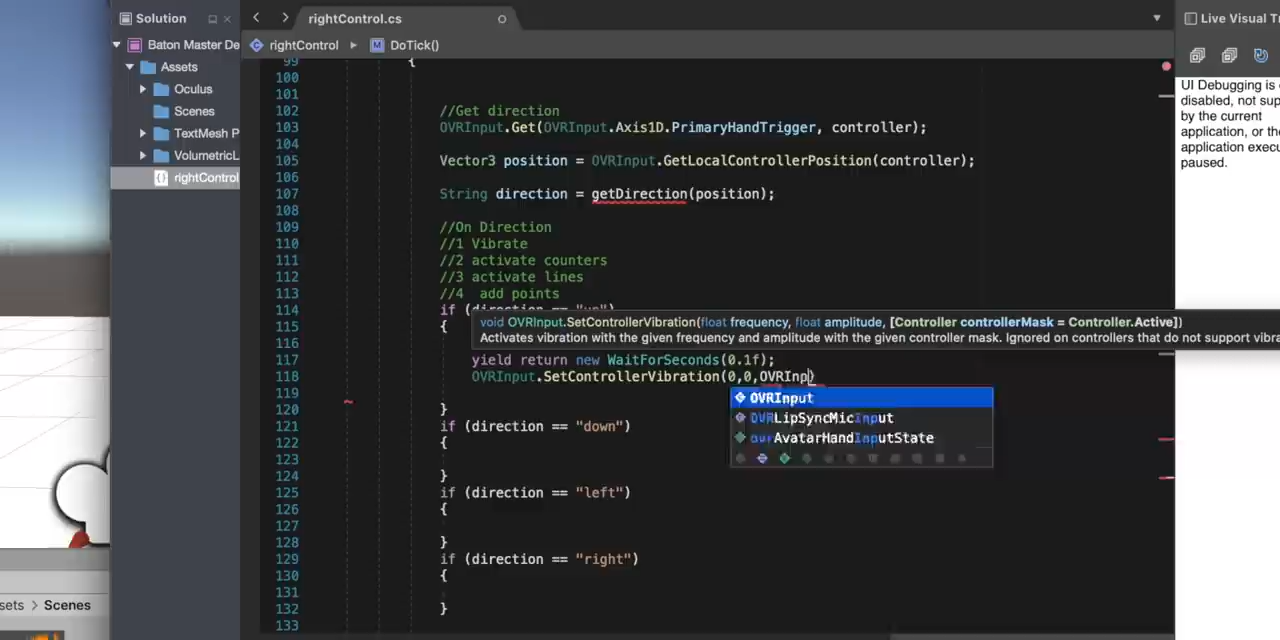 Solution
rightControl.cs
Live Visual Tr
Baton Master De
rightControl
DoTick()
Assets
Oculus
Scenes
TextMesh P
VolumetricL
rightControl
UI Debugging is
disabled, not sup
by the current
application, or the
application execu
paused.
99 {
100
101
102 //Get direction
103 OVRInput.Get(OVRInput.Axis1D.PrimaryHandTrigger, controller);
104
105 Vector3 position = OVRInput.GetLocalControllerPosition(controller);
106
107 String direction = getDirection(position);
108
109 //On Direction
110 //1 Vibrate
111 //2 activate counters
112 //3 activate lines
113 //4  add points
114 if (direction == "up")
115 {
void OVRInput.SetControllerVibration(float frequency, float amplitude, [Controller controllerMask = Controller.Active])
Activates vibration with the given frequency and amplitude with the given controller mask. Ignored on controllers that do not support vibra
116
117 yield return new WaitForSeconds(0.1f);
118 OVRInput.SetControllerVibration(0,0,OVRInp)
OVRInput
OVRLipSyncMicInput
ovrAvatarHandInputState
119
120 }
121 if (direction == "down")
122 {
123
124 }
125 if (direction == "left")
126 {
127
128 }
129 if (direction == "right")
130 {
131
132 }
133
sets > Scenes